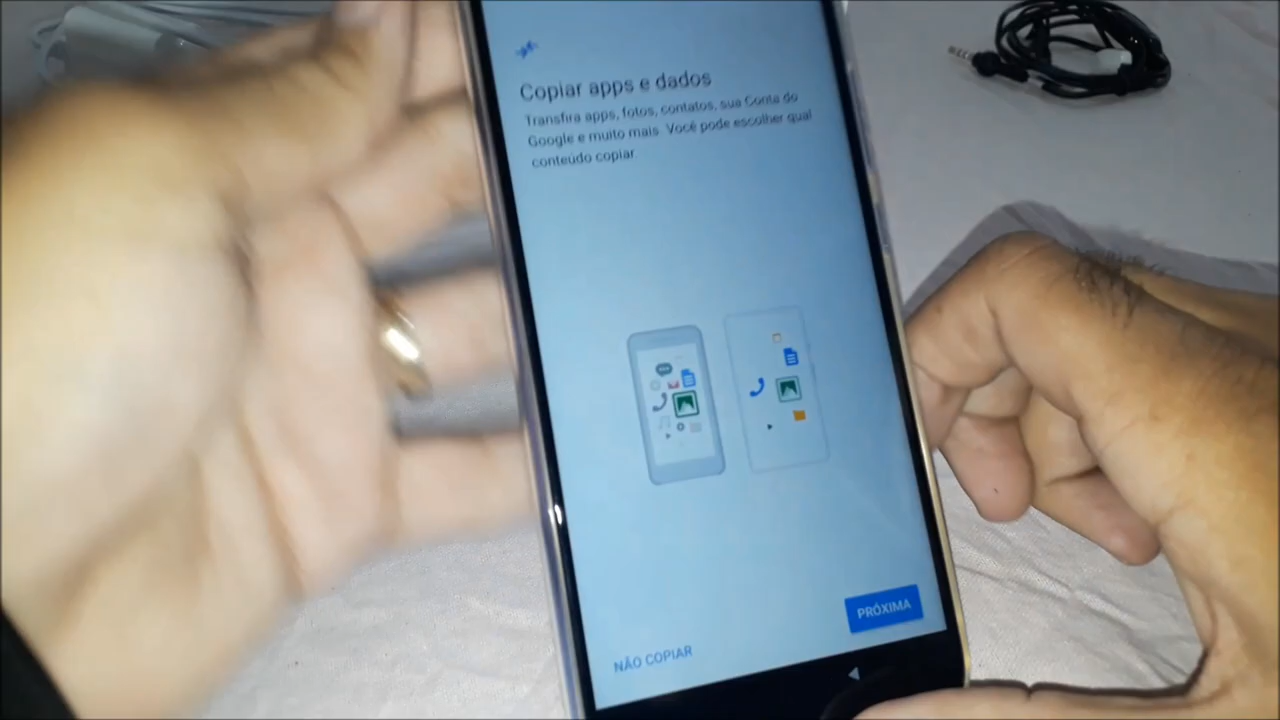 Copiar apps e dados
Transfira apps, fotos, contatos, sua Conta do
Google e muito mais. Você pode escolher qual
conteúdo copiar
PRÓXIMA
NÃO COPIAR